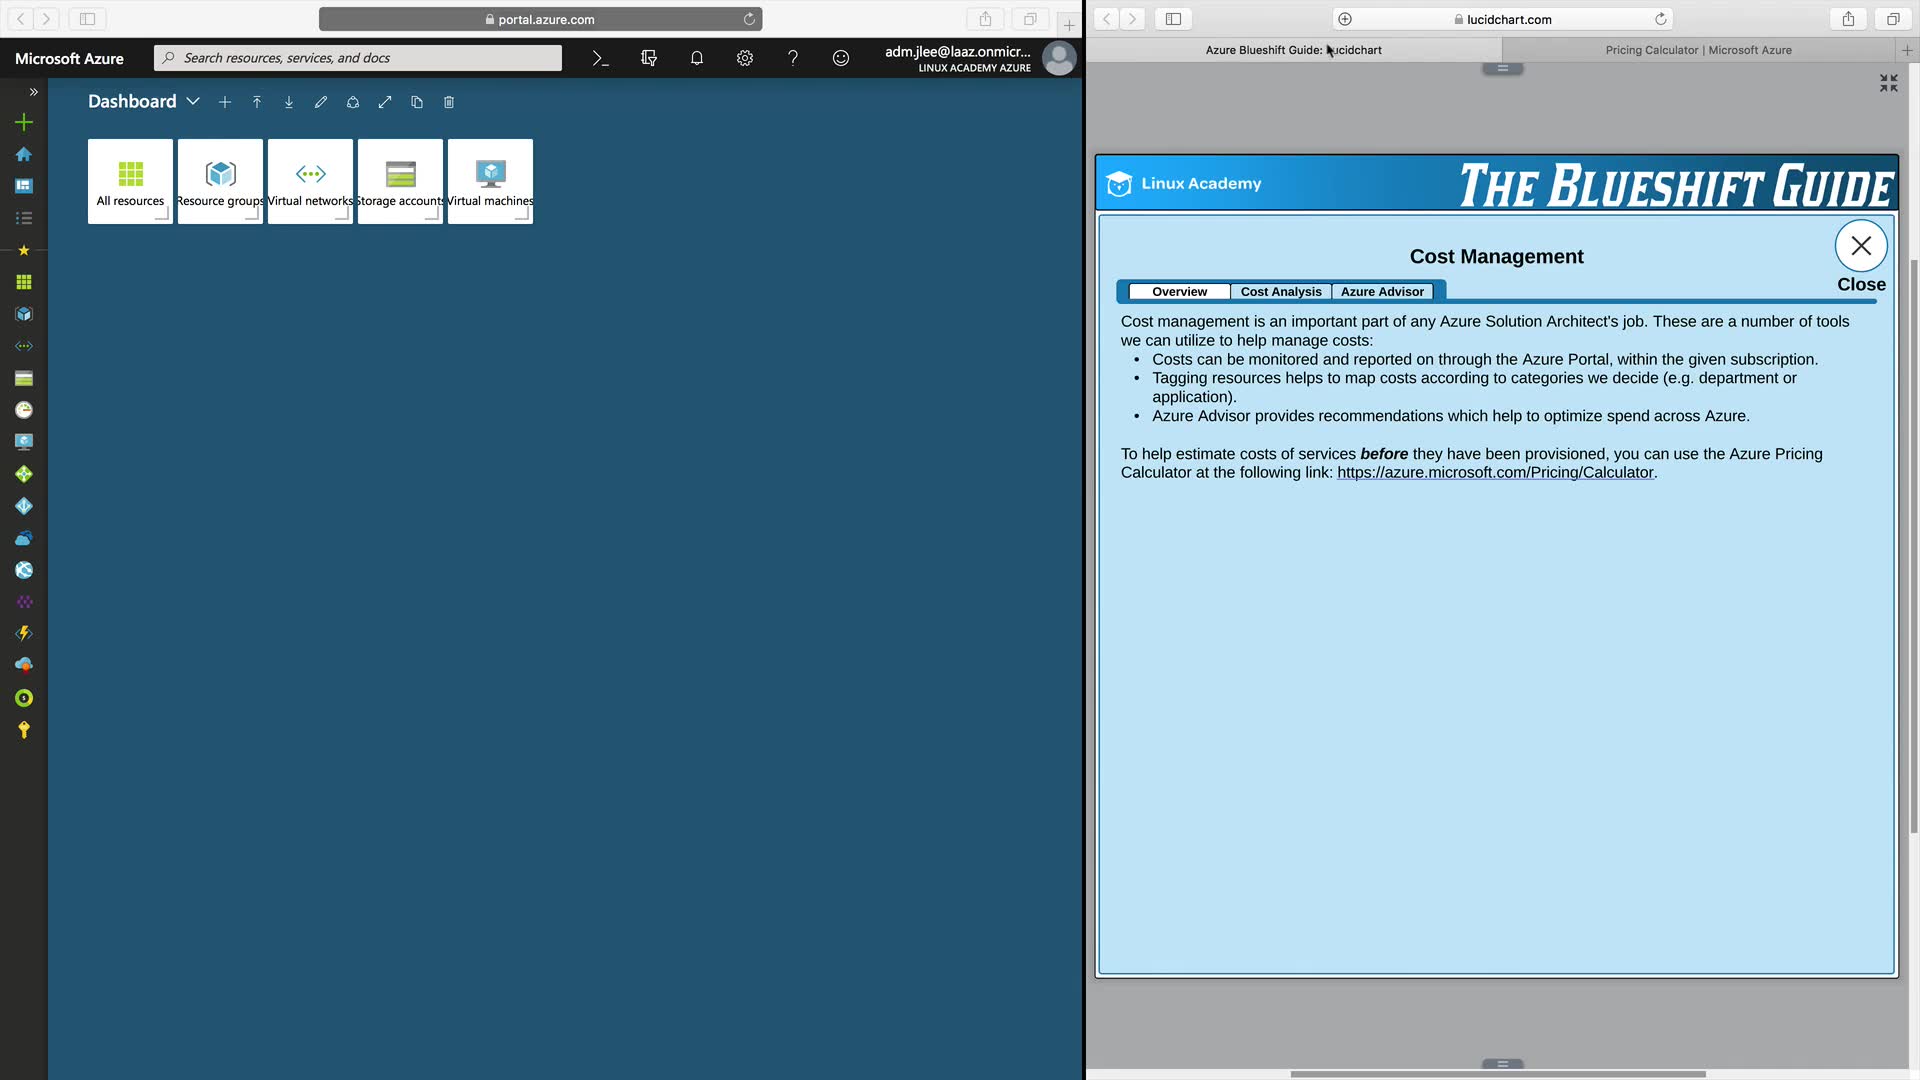 portal.azure.com
Microsoft Azure
Search resources, services, and docs
adm.jlee@laaz.onmicr...
LINUX ACADEMY AZURE
Dashboard
All resources
Resource groups
Virtual networks
Storage accounts
Virtual machines
lucidchart.com
Azure Blueshift Guide: Lucidchart
Pricing Calculator | Microsoft Azure
Linux Academy
THE BLUESHIFT GUIDE
Cost Management
Close
Overview
Cost Analysis
Azure Advisor
Cost management is an important part of any Azure Solution Architect's job. These are a number of tools
we can utilize to help manage costs:
• Costs can be monitored and reported on through the Azure Portal, within the given subscription.
• Tagging resources helps to map costs according to categories we decide (e.g. department or
application).
• Azure Advisor provides recommendations which help to optimize spend across Azure.
To help estimate costs of services before they have been provisioned, you can use the Azure Pricing
Calculator at the following link: https://azure.microsoft.com/Pricing/Calculator.